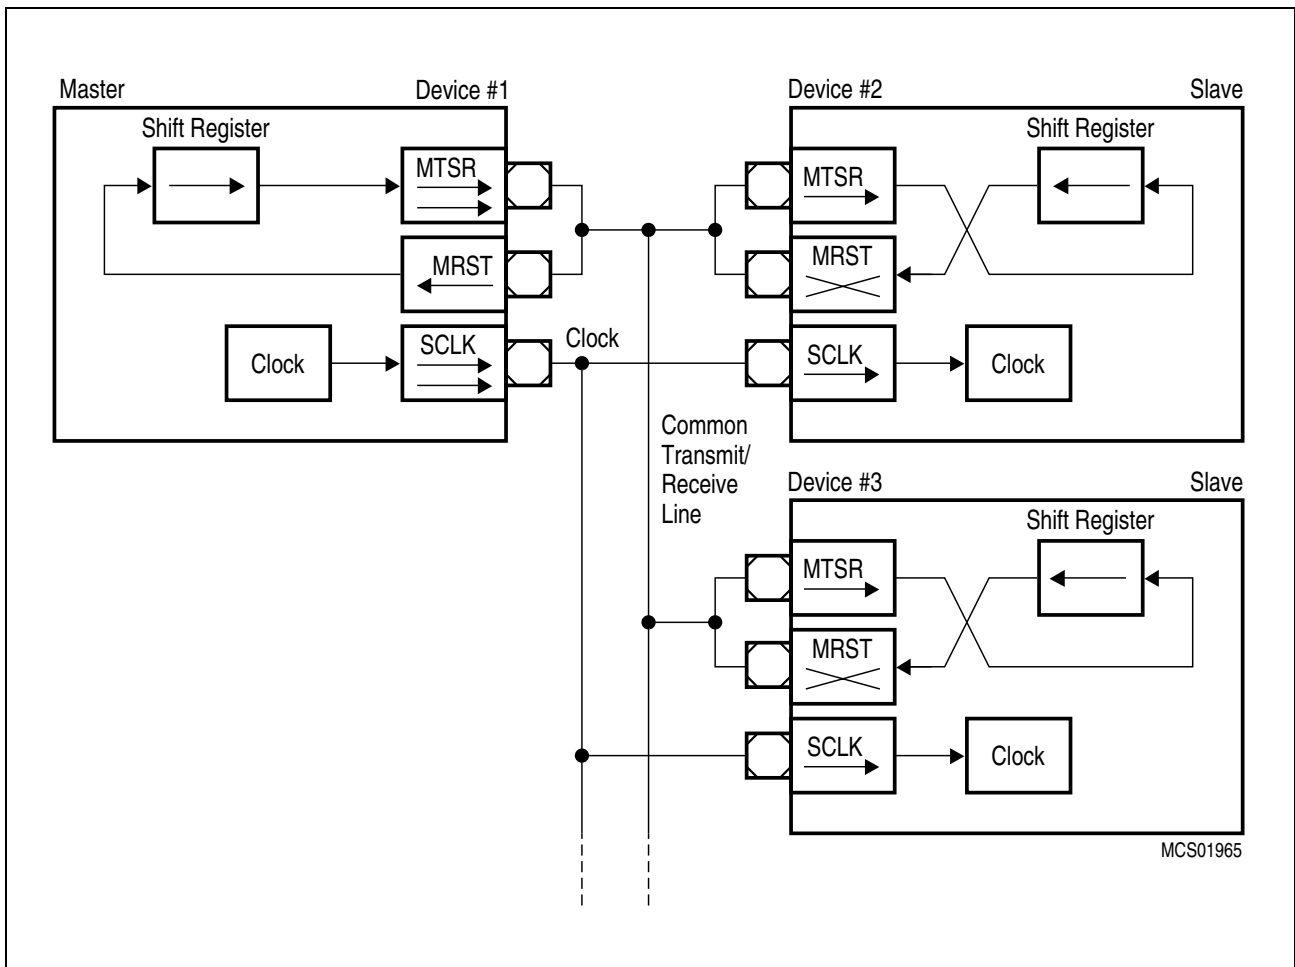 Master
Device #1
Shift Register
MTSR
MRST
Clock
SCLK
Clock
Common
Transmit/
Receive
Line
Device #2
Slave
Shift Register
MTSR
MRST
SCLK
Clock
Device #3
Slave
Shift Register
MTSR
MRST
SCLK
Clock
MCS01965